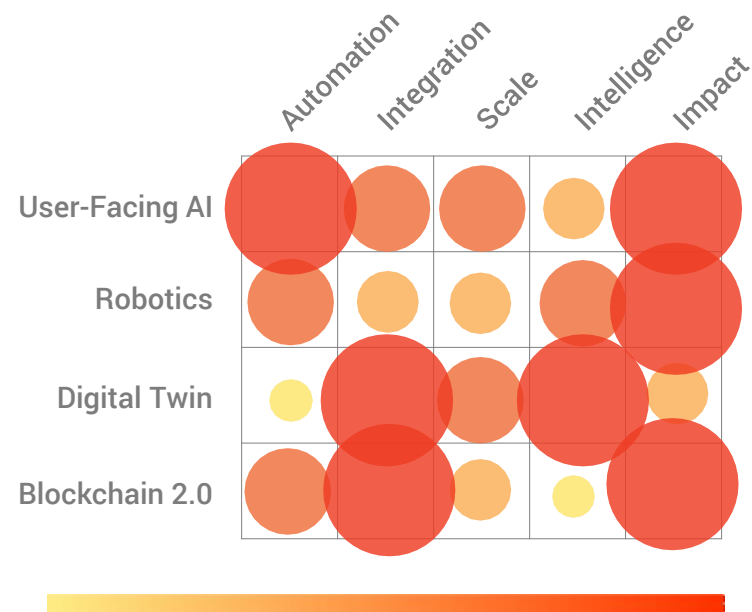 Automation
Integration
Scale
Intelligence
Impact
User-Facing AI
Robotics
Digital Twin
Blockchain 2.0